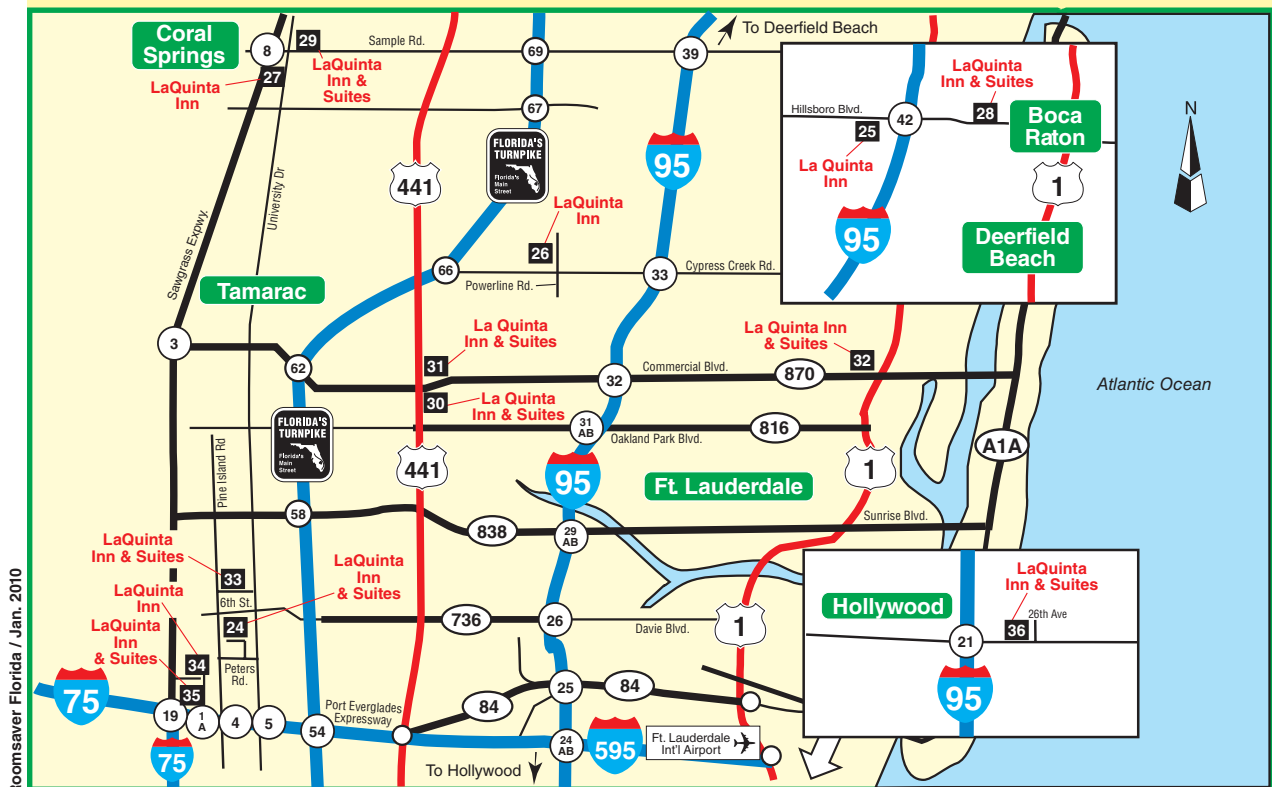 Coral
Springs
8
29
Sample Rd.
69
39
To Deerfield Beach
LaQuinta
Inn &
Suites
27
LaQuinta
Inn
67
FLORIDA'S
TURNPIKE
Florida's
Main
Street
95
441
University Dr
Sawgrass Expwy.
LaQuinta
Inn
26
66
Powerline Rd.
33
Cypress Creek Rd.
Tamarac
LaQuinta
Inn & Suites
Hillsboro Blvd.
42
28
25
La Quinta
Inn
Boca
Raton
1
95
Deerfield
Beach
N
3
62
La Quinta
Inn & Suites
31
30
La Quinta
Inn & Suites
32
Commercial Blvd.
870
La Quinta Inn
& Suites
32
Atlantic Ocean
FLORIDA'S
TURNPIKE
Florida's
Main
Street
31
AB
Oakland Park Blvd.
816
Pine Island Rd
441
95
Ft. Lauderdale
1
A1A
58
838
29
AB
Sunrise Blvd.
LaQuinta
Inn & Suites
33
6th St.
LaQuinta
Inn
& Suites
24
LaQuinta
Inn
34
LaQuinta
Inn
& Suites
35
Peters
Rd.
736
26
Davie Blvd.
1
Hollywood
LaQuinta
Inn & Suites
36
26th Ave
21
95
75
19
1
A
4
5
54
Port Everglades
Expressway
84
25
84
24
AB
595
Ft. Lauderdale
Int'l Airport
75
To Hollywood
Roomsaver Florida / Jan. 2010